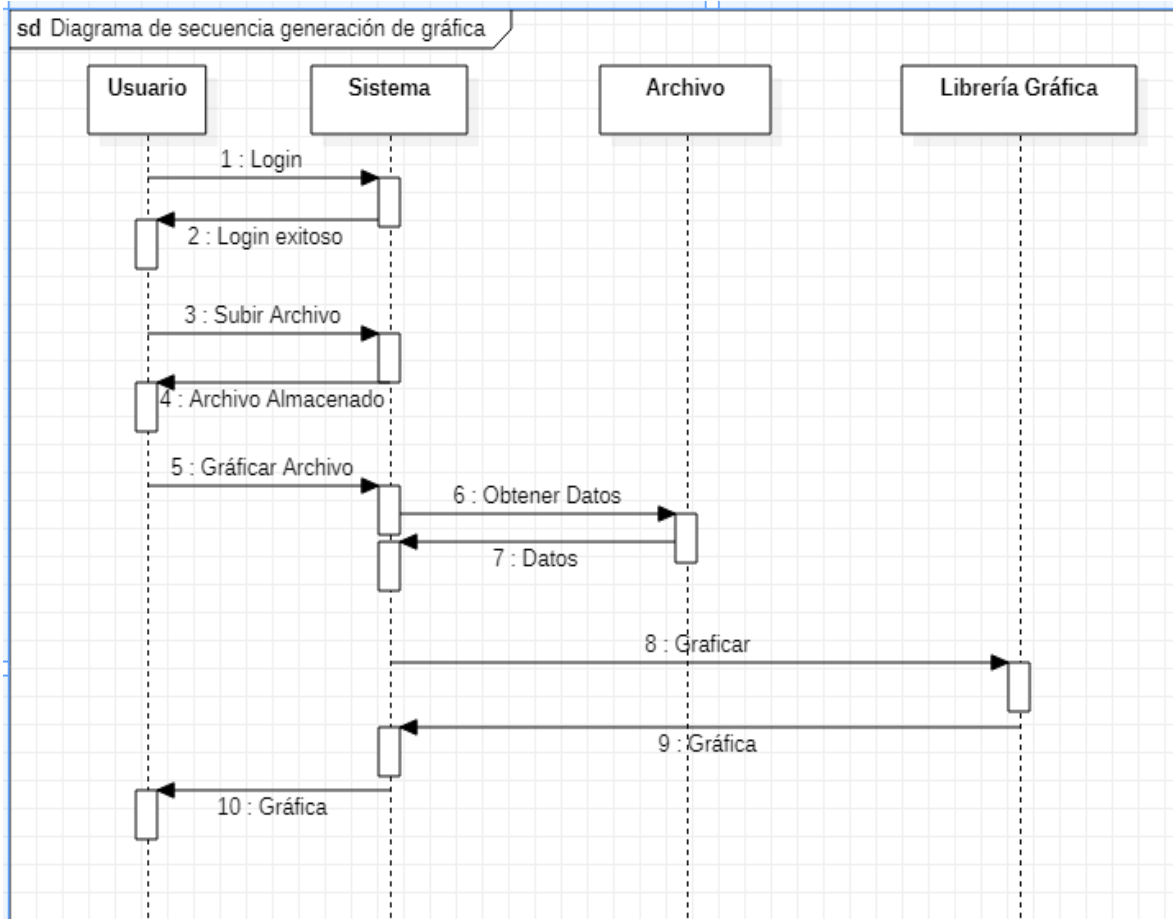 sd Diagrama de secuencia generación de gráfica
Usuario
Sistema
Archivo
Librería Gráfica
1 : Login
2 : Login exitoso
3 : Subir Archivo
4 : Archivo Almacenado
5 : Gráficar Archivo
6 : Obtener Datos
7 : Datos
8 : Graficar
9 : Gráfica
10 : Gráfica